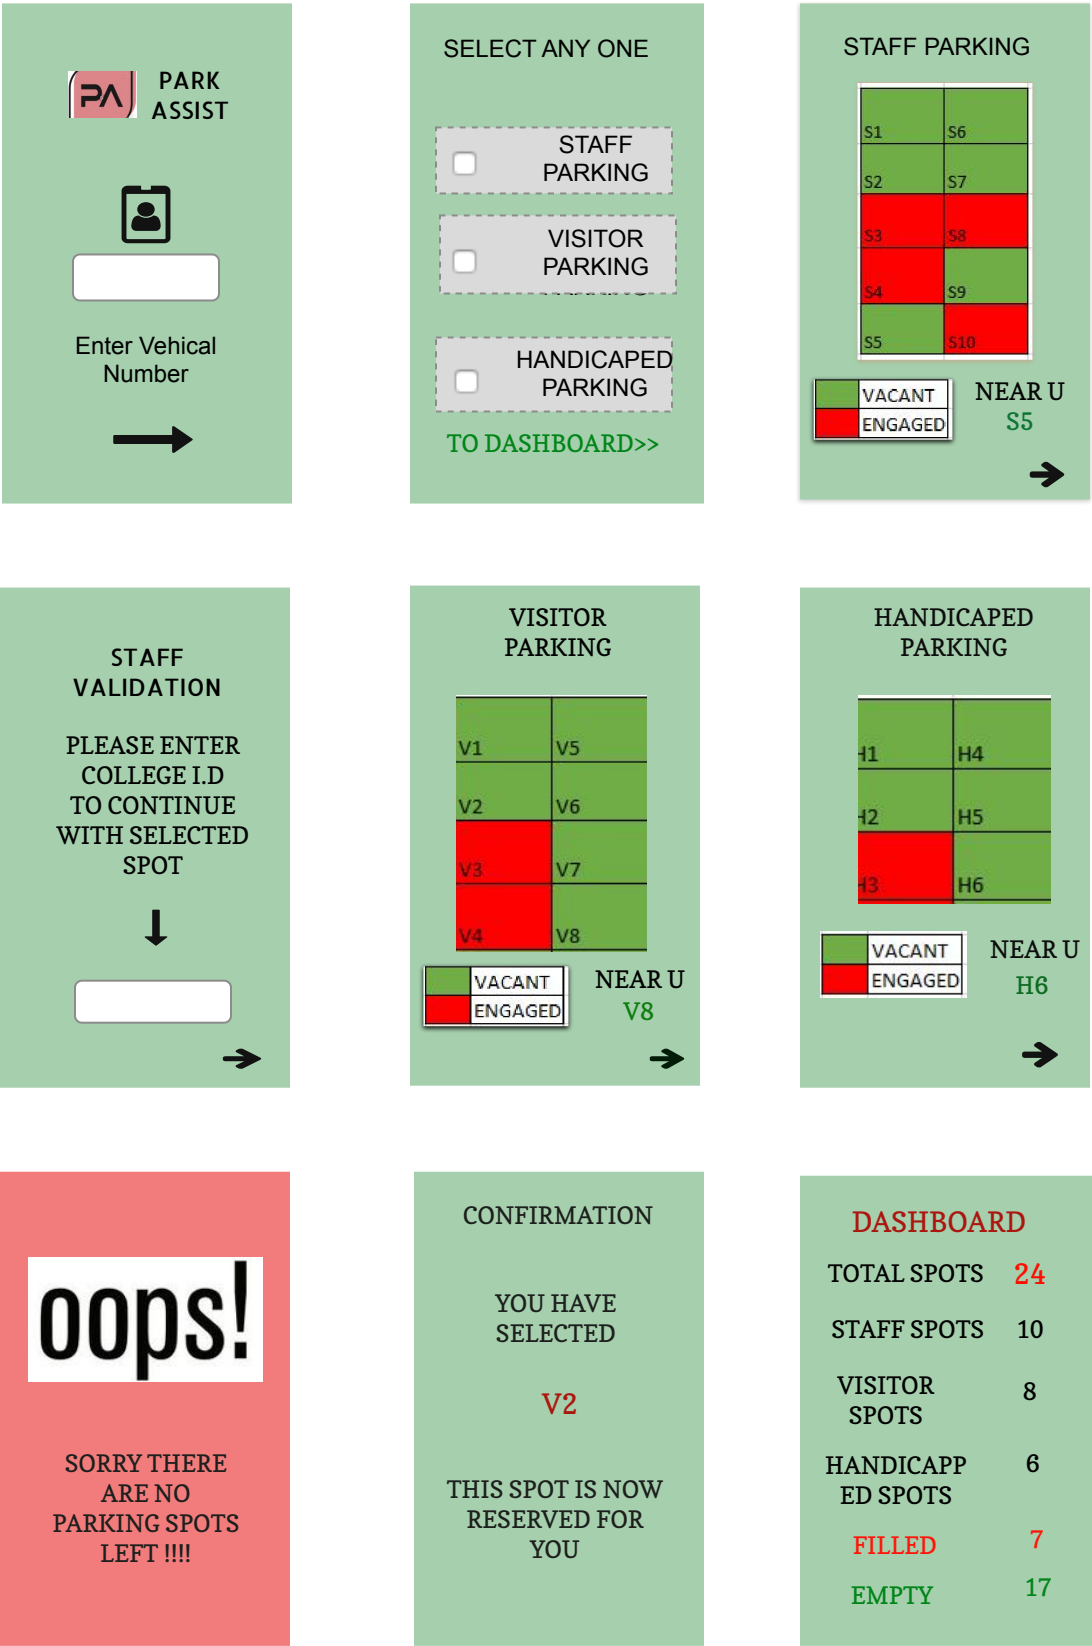 PA
PARK
ASSIST
Enter Vehical
Number
SELECT ANY ONE
STAFF
PARKING
VISITOR
PARKING
HANDICAPED
PARKING
TO DASHBOARD>>
STAFF PARKING
S1 S6
S2 S7
S3 S8
S4 S9
S5 S10
VACANT
ENGAGED
NEAR U
S5
STAFF
VALIDATION
PLEASE ENTER
COLLEGE I.D
TO CONTINUE
WITH SELECTED
SPOT
VISITOR
PARKING
V1 V5
V2 V6
V3 V7
V4 V8
VACANT
ENGAGED
NEAR U
V8
HANDICAPED
PARKING
H1 H4
H2 H5
H3 H6
VACANT
ENGAGED
NEAR U
H6
oops!
SORRY THERE
ARE NO
PARKING SPOTS
LEFT !!!!
CONFIRMATION
YOU HAVE
SELECTED
V2
THIS SPOT IS NOW
RESERVED FOR
YOU
DASHBOARD
TOTAL SPOTS 24
STAFF SPOTS 10
VISITOR
SPOTS 8
HANDICAPP
ED SPOTS 6
FILLED 7
EMPTY 17